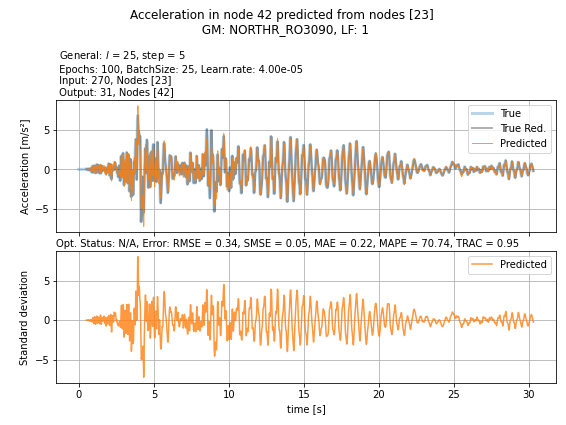 Acceleration in node 42 predicted from nodes [23]
GM: NORTHR_RO3090, LF: 1
General: l = 25, step = 5
Epochs: 100, BatchSize: 25, Learn.rate: 4.00e-05
Input: 270, Nodes [23]
Output: 31, Nodes [42]
True
True Red.
Predicted
Acceleration [m/s²]
5
0
−5
Opt. Status: N/A, Error: RMSE = 0.34, SMSE = 0.05, MAE = 0.22, MAPE = 70.74, TRAC = 0.95
Predicted
Standard deviation
5
0
−5
0 5 10 15 20 25 30
time [s]